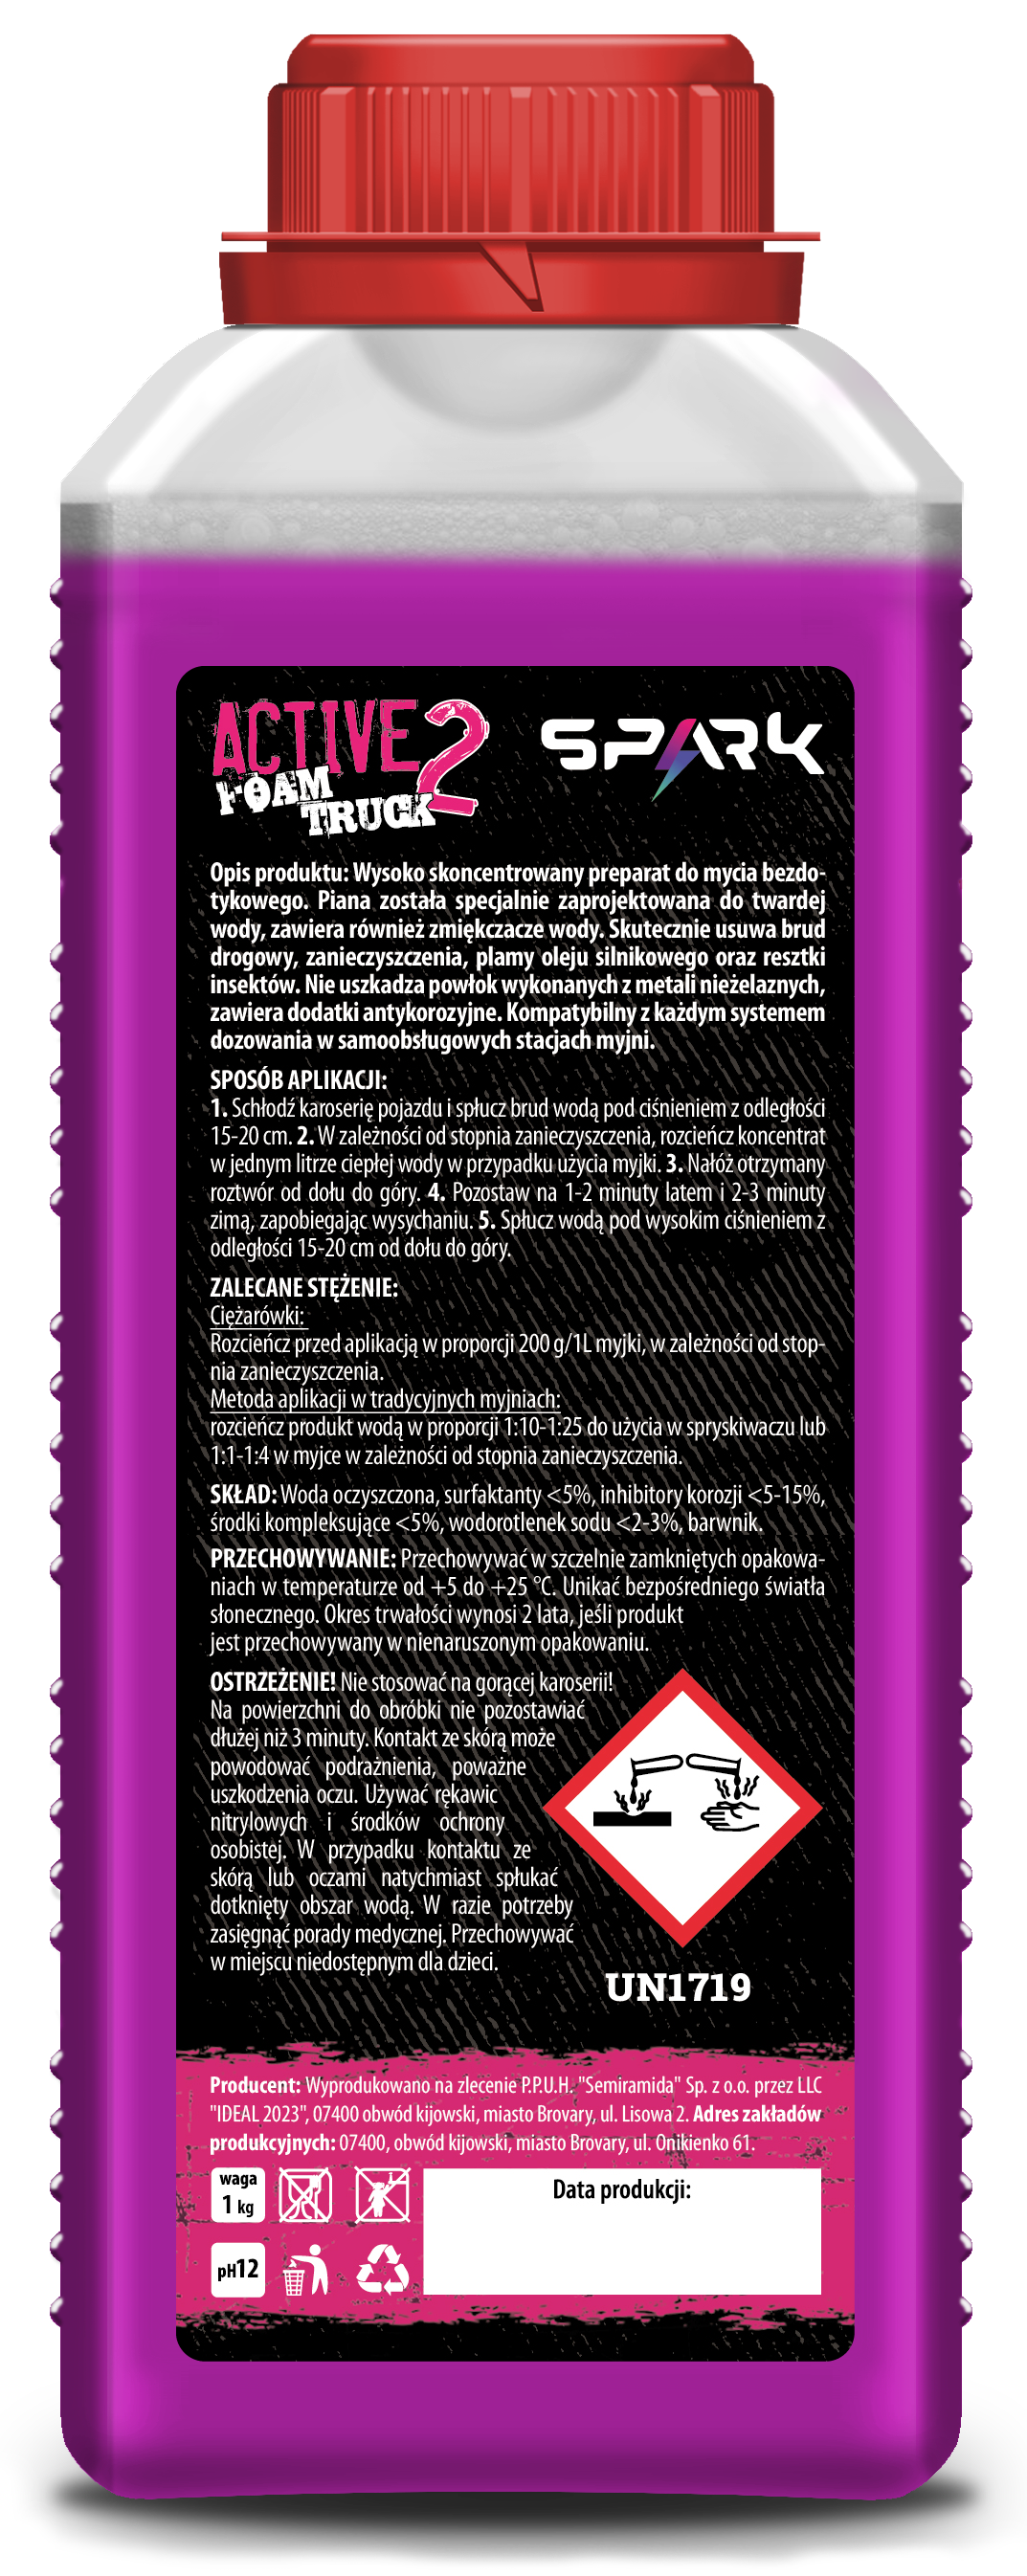 ACTIVE 2
FOAM
TRUCK
SPARK
Opis produktu: Wysoko skoncentrowany preparat do mycia bezdo-
tykowego. Piana została specjalnie zaprojektowana do twardej
wody, zawiera również zmiękczacze wody. Skutecznie usuwa brud
drogowy, zanieczyszczenia, plamy oleju silnikowego oraz resztki
insektów. Nie uszkadza powłok wykonanych z metali nieżelaznych,
zawiera dodatki antykorozyjne. Kompatybilny z każdym systemem
dozowania w samoobsługowych stacjach myjni.
SPOSÓB APLIKACJI:
1. Schłodź karoserię pojazdu i spłucz brud wodą pod ciśnieniem z odległości
15-20 cm. 2. W zależności od stopnia zanieczyszczenia, rozcieńcz koncentrat
w jednym litrze ciepłej wody w przypadku użycia myjki. 3. Nałóż otrzymany
roztwór od dołu do góry. 4. Pozostaw na 1-2 minuty latem i 2-3 minuty
zimą, zapobiegając wysychaniu. 5. Spłucz wodą pod wysokim ciśnieniem z
odległości 15-20 cm od dołu do góry.
ZALECANE STĘŻENIE:
Ciężarówki:
Rozcieńcz przed aplikacją w proporcji 200 g/1L myjki, w zależności od stop-
nia zanieczyszczenia.
Metoda aplikacji w tradycyjnych myjniach:
rozcieńcz produkt wodą w proporcji 1:10-1:25 do użycia w spryskiwaczu lub
1:1-1:4 w myjce w zależności od stopnia zanieczyszczenia.
SKŁAD: Woda oczyszczona, surfaktanty <5%, inhibitory korozji <5-15%,
środki kompleksujące <5%, wodorotlenek sodu <2-3%, barwnik.
PRZECHOWYWANIE: Przechowywać w szczelnie zamkniętych opakowa-
niach w temperaturze od +5 do +25 °C. Unikać bezpośredniego światła
słonecznego. Okres trwałości wynosi 2 lata, jeśli produkt
jest przechowywany w nienaruszonym opakowaniu.
OSTRZEŻENIE! Nie stosować na gorącej karoserii!
Na powierzchni do obróbki nie pozostawiać
dłużej niż 3 minuty. Kontakt ze skórą może
powodować podrażnienia, poważne
uszkodzenia oczu. Używać rękawic
nitrylowych i środków ochrony
osobistej. W przypadku kontaktu ze
skórą lub oczami natychmiast spłukać
dotknięty obszar wodą. W razie potrzeby
zasięgnąć porady medycznej. Przechowywać
w miejscu niedostępnym dla dzieci.
UN1719
Producent: Wyprodukowano na zlecenie P.P.U.H. "Semiramida" Sp. z o.o. przez LLC
"IDEAL 2023", 07400 obwód kijowski, miasto Brovary, ul. Lisowa 2. Adres zakładów
produkcyjnych: 07400, obwód kijowski, miasto Brovary, ul. Onikienko 61.
waga
1 kg
Data produkcji:
pH12